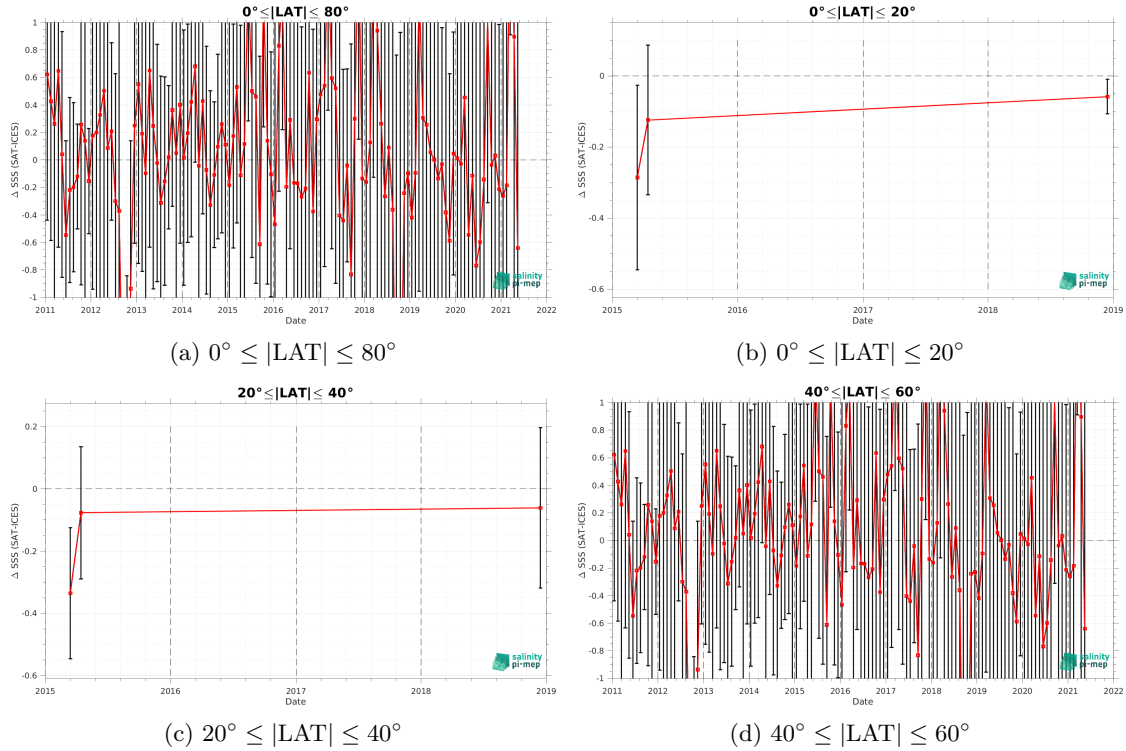 0°≤|LAT|≤ 80°
Δ SSS (SAT-ICES)
1
0.8
0.6
0.4
0.2
0
-0.2
-0.4
-0.6
-0.8
-1
2011 2012 2013 2014 2015 2016 2017 2018 2019 2020 2021 2022
Date
salinity
pi-mep
(a) 0° ≤ |LAT| ≤ 80°
0°≤|LAT|≤ 20°
Δ SSS (SAT-ICES)
0
-0.2
-0.4
-0.6
2015 2016 2017 2018 2019
Date
salinity
pi-mep
(b) 0° ≤ |LAT| ≤ 20°
20°≤|LAT|≤ 40°
Δ SSS (SAT-ICES)
0.2
0
-0.2
-0.4
-0.6
2015 2016 2017 2018 2019
Date
salinity
pi-mep
(c) 20° ≤ |LAT| ≤ 40°
40°≤|LAT|≤ 60°
Δ SSS (SAT-ICES)
1
0.8
0.6
0.4
0.2
0
-0.2
-0.4
-0.6
-0.8
-1
2011 2012 2013 2014 2015 2016 2017 2018 2019 2020 2021 2022
Date
salinity
pi-mep
(d) 40° ≤ |LAT| ≤ 60°